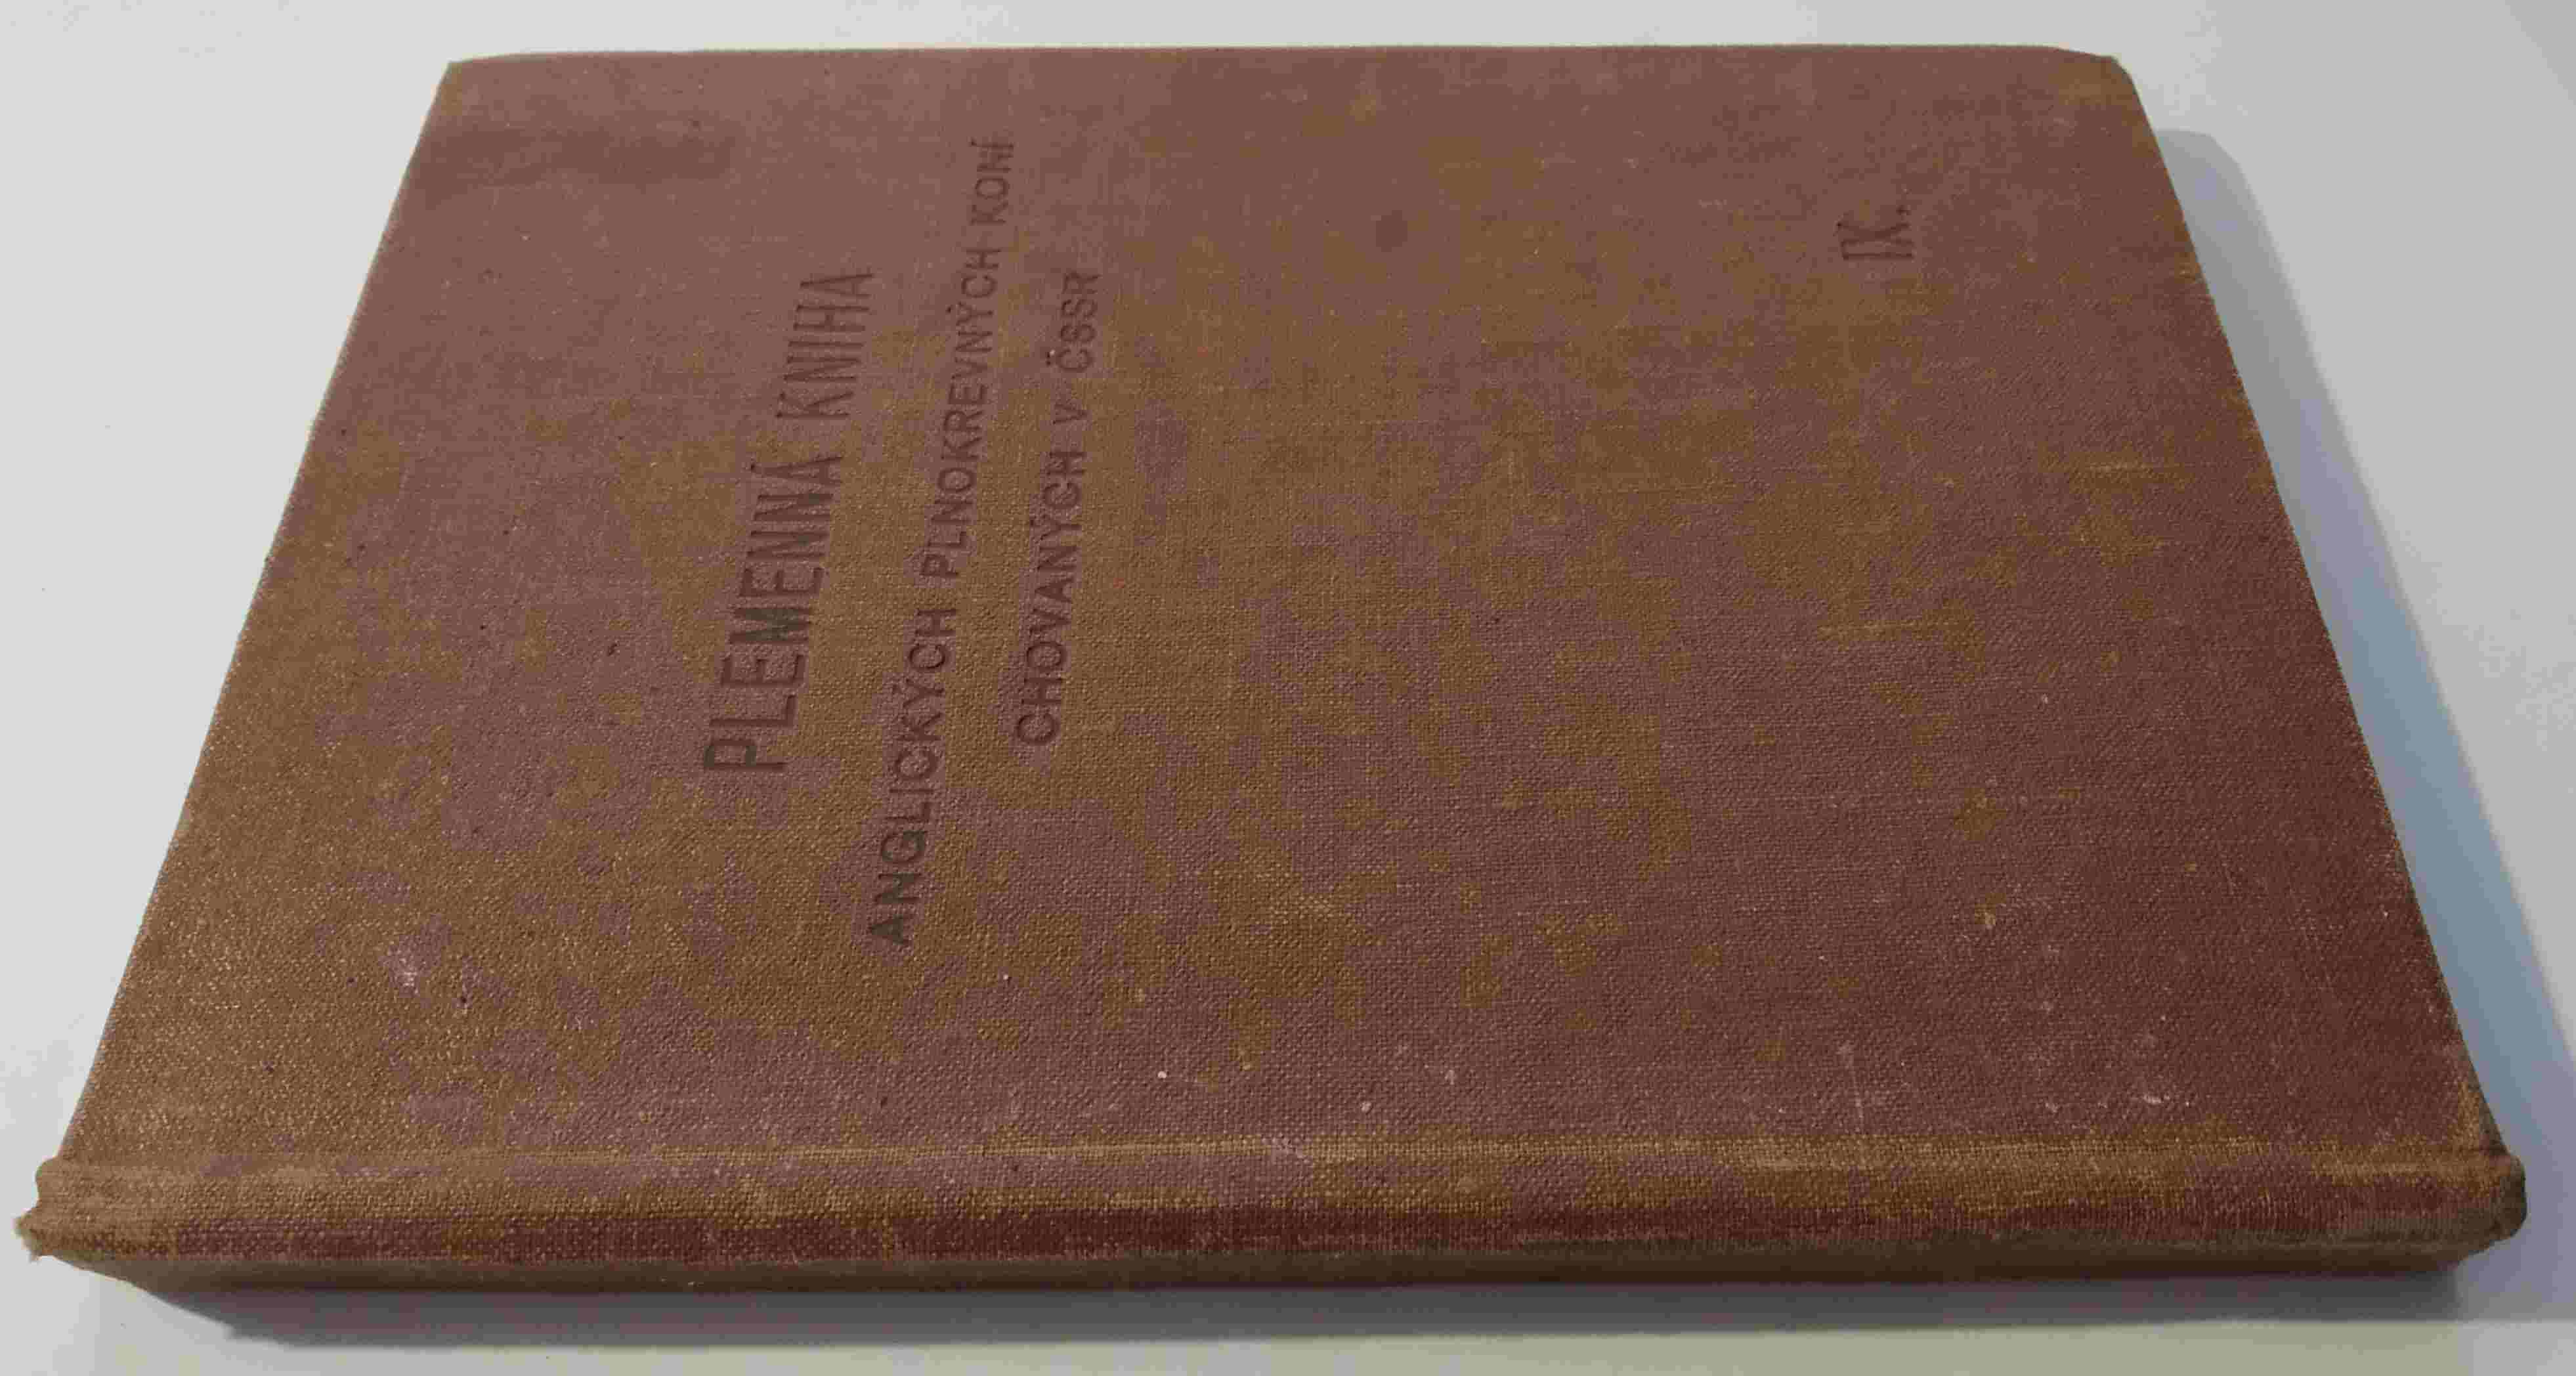 PLEMENNÁ KNIHA
ANGLICKÝCH PLNOKREVNÝCH KONÍ
CHOVANÝCH V ČSSR
IX.